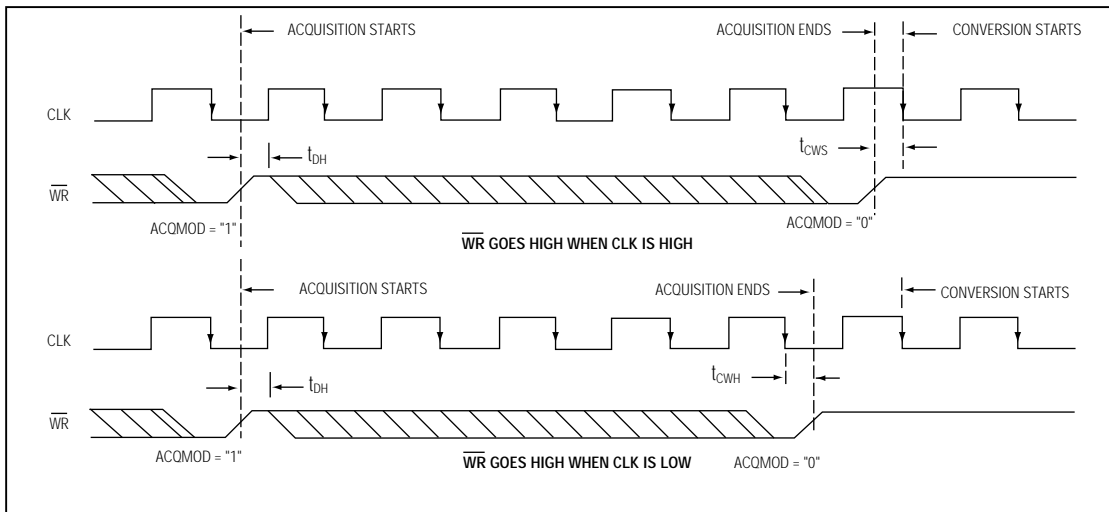 ACQUISITION STARTS
ACQUISITION ENDS
CONVERSION STARTS
CLK
tDH
tCWS
WR
ACQMOD = "1"
ACQMOD = "0"
WR GOES HIGH WHEN CLK IS HIGH
ACQUISITION STARTS
ACQUISITION ENDS
CONVERSION STARTS
CLK
tDH
tCWH
WR
ACQMOD = "1"
WR GOES HIGH WHEN CLK IS LOW
ACQMOD = "0"